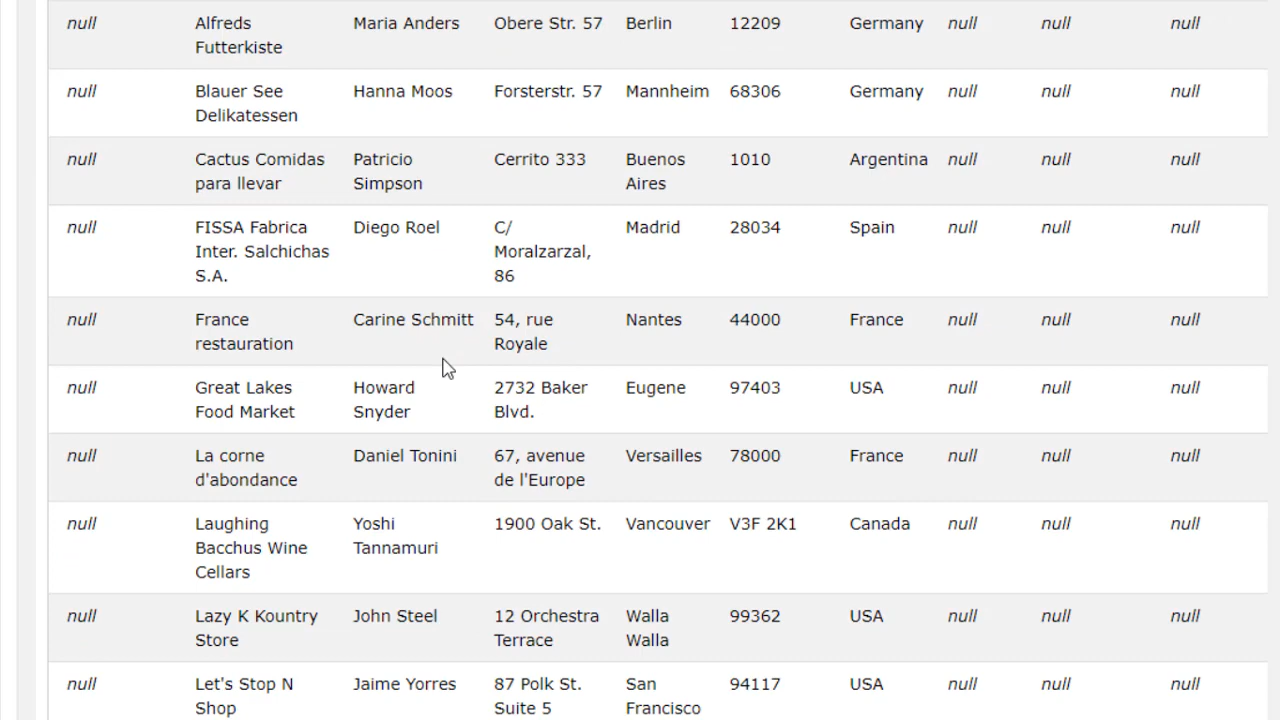 null Alfreds Maria Anders Obere Str. 57 Berlin 12209 Germany null null null
Futterkiste
null Blauer See Hanna Moos Forsterstr. 57 Mannheim 68306 Germany null null null
Delikatessen
null Cactus Comidas Patricio Cerrito 333 Buenos 1010 Argentina null null null
para llevar Simpson Aires
null FISSA Fabrica Diego Roel C/ Madrid 28034 Spain null null null
Inter. Salchichas Moralzarzal,
S.A. 86
null France Carine Schmitt 54, rue Nantes 44000 France null null null
restauration Royale
null Great Lakes Howard 2732 Baker Eugene 97403 USA null null null
Food Market Snyder Blvd.
null La corne Daniel Tonini 67, avenue Versailles 78000 France null null null
d'abondance de l'Europe
null Laughing Yoshi 1900 Oak St. Vancouver V3F 2K1 Canada null null null
Bacchus Wine Tannamuri
Cellars
null Lazy K Kountry John Steel 12 Orchestra Walla 99362 USA null null null
Store Terrace Walla
null Let's Stop N Jaime Yorres 87 Polk St. San 94117 USA null null null
Shop Suite 5 Francisco